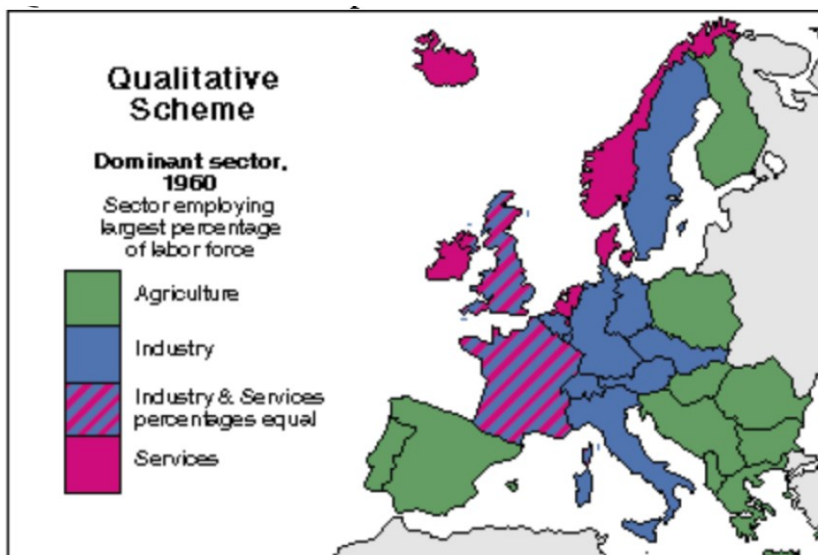 Qualitative
Scheme
Dominant sector,
1960
Sector employing
largest percentage
of labor force
Agriculture
Industry
Industry & Services
percentages equal
Services